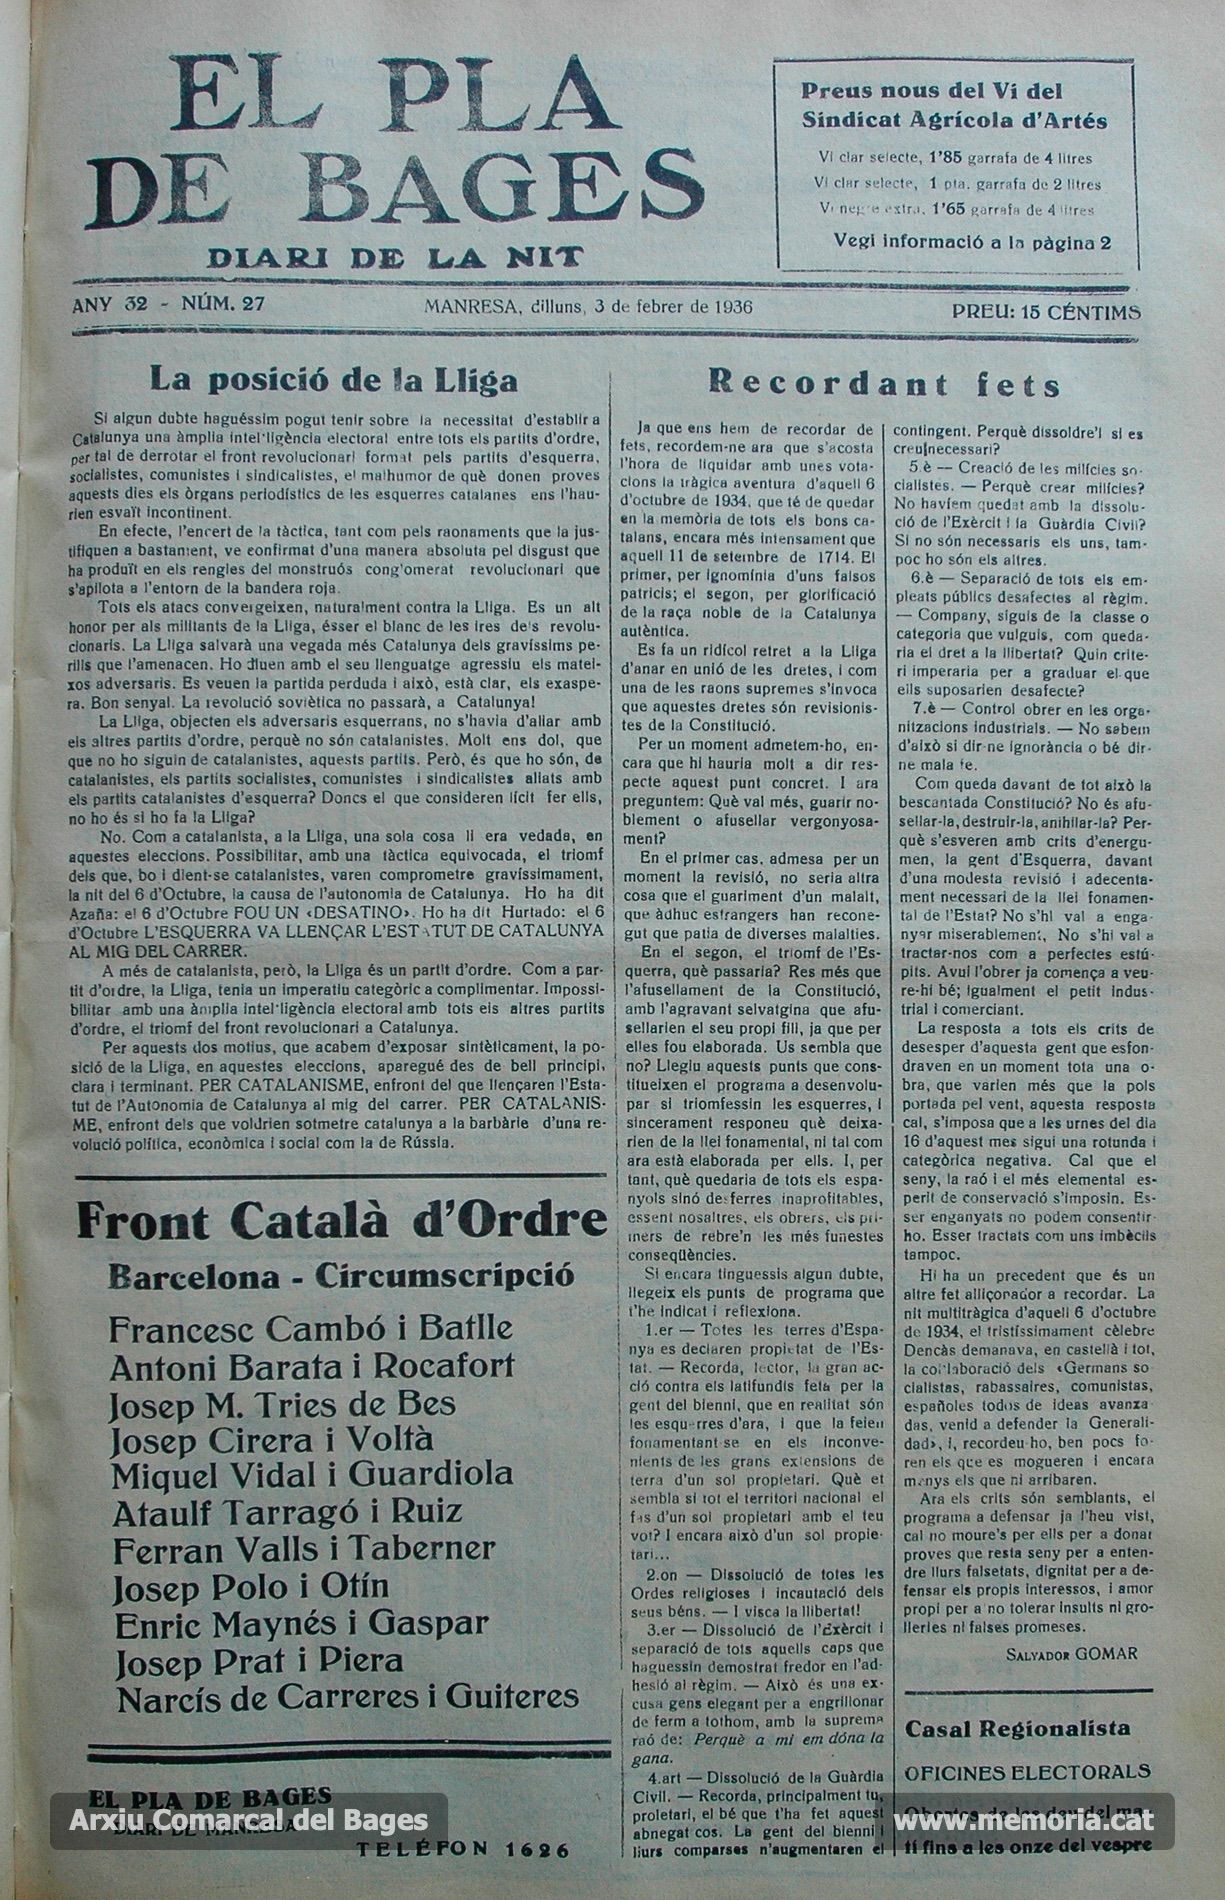 EL PLA
DE BAGES
DIARI DE LA NIT
Preus nous del Vi del
Sindicat Agrícola d'Artés
Vi clar selecte, 1'85 garrafa de 4 litres
Vi clar selecte, 1 pta. garrafa de 2 litres
Vi negre extra, 1'65 garrafa de 4 litres
Vegi informació a la pàgina 2
ANY 32 - NÚM. 27
MANRESA, dilluns, 3 de febrer de 1936
PREU: 15 CÉNTIMS
La posició de la Lliga
Si algun dubte haguéssim pogut tenir sobre la necessitat d'establir a
Catalunya una àmplia intel·ligència electoral entre tots els partits d'ordre,
per tal de derrotar el front revolucionari format pels partits d'esquerra,
socialistes, comunistes i sindicalistes, el malhumor de què donen proves
aquests dies els òrgans periodístics de les esquerres catalanes ens l'hau-
rien esvaït incontinent.
En efecte, l'encert de la tàctica, tant com pels raonaments que la jus-
tifiquen a bastament, ve confirmat d'una manera absoluta pel disgust que
ha produït en els rengles del monstruós cong'omerat revolucionari que
s'apilota a l'entorn de la bandera roja.
Tots els atacs convergeixen, naturalment contra la Lliga. Es un alt
honor per als militants de la Lliga, ésser el blanc de les ires de's revolu-
cionaris. La Lliga salvarà una vegada més Catalunya dels gravíssims pe-
rills que l'amenacen. Ho diuen amb el seu llenguatge agressiu els matei-
xos adversaris. Es veuen la partida perduda i això, està clar, els exaspe-
ra. Bon senyal. La revolució soviètica no passarà, a Catalunya!
La Lliga, objecten els adversaris esquerrans, no s'havia d'aliar amb
els altres partits d'ordre, perquè no són catalanistes. Molt ens dol, que
que no ho siguin de catalanistes, aquests partits. Però, és que ho són, de
catalanistes, els partits socialistes, comunistes i sindicalistes aliats amb
els partits catalanistes d'esquerra? Doncs el que consideren lícit fer ells,
no ho és si ho fa la Lliga?
No. Com a catalanista, a la Lliga, una sola cosa li era vedada, en
aquestes eleccions. Possibilitar, amb una tàctica equivocada, el triomf
dels que, bo i dient-se catalanistes, varen comprometre gravíssimament,
la nit del 6 d'Octubre, la causa de l'autonomia de Catalunya. Ho ha dit
Azaña: el 6 d'Octubre FOU UN «DESATINO». Ho ha dit Hurtado: el 6
d'Octubre L'ESQUERRA VA LLENÇAR L'ESTATUT DE CATALUNYA
AL MIG DEL CARRER.
A més de catalanista, però, la Lliga és un partit d'ordre. Com a par-
tit d'ordre, la Lliga, tenia un imperatiu categòric a complimentar. Impossi-
bilitar amb una àmplia intel·ligència electoral amb tots els altres partits
d'ordre, el triomf del front revolucionari a Catalunya.
Per aquests dos motius, que acabem d'exposar sintèticament, la po-
sició de la Lliga, en aquestes eleccions, aparegué des de bell principi,
clara i terminant. PER CATALANISME, enfront del que llençaren l'Esta-
tut de l'Autonomia de Catalunya al mig del carrer. PER CATALANIS-
ME, enfront dels que voldrien sotmetre catalunya a la barbàrie d'una re-
volució política, econòmica i social com la de Rússia.
Front Català d'Ordre
Barcelona - Circumscripció
Francesc Cambó i Batlle
Antoni Barata i Rocafort
Josep M. Tries de Bes
Josep Cirera i Voltà
Miquel Vidal i Guardiola
Ataulf Tarragó i Ruiz
Ferran Valls i Taberner
Josep Polo i Otín
Enric Maynés i Gaspar
Josep Prat i Piera
Narcís de Carreres i Guiteres
EL PLA DE BAGES
DIARI DE MANRESA
TELÉFON 1626
Recordant fets
Ja que ens hem de recordar de
fets, recordem-ne ara que s'acosta
l'hora de liquidar amb unes vota-
cions la tràgica aventura d'aquell 6
d'octubre de 1934, que té de quedar
en la memòria de tots els bons ca-
talans, encara més intensament que
aquell 11 de setembre de 1714. El
primer, per ignomínia d'uns falsos
patricis; el segon, per glorificació
de la raça noble de la Catalunya
autèntica.
Es fa un ridícol retret a la Lliga
d'anar en unió de les dretes, i com
una de les raons supremes s'invoca
que aquestes dretes són revisionis-
tes de la Constitució.
Per un moment admetem-ho, en-
cara que hi hauria molt a dir res-
pecte aquest punt concret. I ara
preguntem: Què val més, guarir no-
blement o afusellar vergonyosa-
ment?
En el primer cas, admesa per un
moment la revisió, no seria altra
cosa que el guariment d'un malalt,
que àdhuc estrangers han recone-
gut que patia de diverses malalties.
En el segon, el triomf de l'Es-
querra, què passaria? Res més que
l'afusellament de la Constitució,
amb l'agravant selvatgina que afu-
sellarien el seu propi fill, ja que per
elles fou elaborada. Us sembla que
no? Llegiu aquests punts que cons-
titueixen el programa a desenvolu-
par si triomfessin les esquerres, i
sincerament responeu què deixa-
rien de la llei fonamental, ni tal com
ara està elaborada per ells. I, per
tant, què quedaria de tots els espa-
nyols sinó desferres inaprofitables,
essent nosaltres, els obrers, els pri-
mers de rebre'n les més funestes
conseqüències.
Si encara tinguessis algun dubte,
llegeix els punts de programa que
t'he indicat i reflexiona.
1.er — Totes les terres d'Espa-
nya es declaren propietat de l'Es-
tat. — Recorda, lector, la gran ac-
ció contra els latifundis feta per la
gent del bienni, que en realitat són
les esquerres d'ara, i que la feien
fonamentant-se en els inconve-
nients de les grans extensions de
terra d'un sol propietari. Què et
sembla si tot el territori nacional el
fas d'un sol propietari amb el teu
vot? I encara això d'un sol propie-
tari...
2.on — Dissolució de totes les
Ordes religioses i incautació dels
seus béns. — I visca la llibertat!
3.er — Dissolució de l'Exèrcit i
separació de tots aquells caps que
haguessin demostrat fredor en l'ad-
hesió al règim. — Això és una ex-
cusa gens elegant per a engrillonar
de ferm a tothom, amb la suprema
raó de: Perquè a mi em dóna la
gana.
4.art — Dissolució de la Guàrdia
Civil. — Recorda, principalment tu,
proletari, el bé que t'ha fet aquest
abnegat cos. La gent del bienni i
llurs comparses n'augmentaren el
contingent. Perquè dissoldre'l si es
creu necessari?
5.è — Creació de les milícies so-
cialistes. — Perquè crear milícies?
No havíem quedat amb la dissolu-
ció de l'Exèrcit i la Guàrdia Civil?
Si no són necessaris els uns, tam-
poc ho són els altres.
6.è — Separació de tots els em-
pleats públics desafectes al règim.
— Company, siguis de la classe o
categoria que vulguis, com queda-
ria el dret a la llibertat? Quin crite-
ri imperaria per a graduar el que
ells suposarien desafecte?
7.è — Control obrer en les orga-
nitzacions industrials. — No sabem
d'això si dir-ne ignorància o bé dir-
ne mala fe.
Com queda davant de tot això la
bescantada Constitució? No és afu-
sellar-la, destruir-la, anihilar-la? Per-
què s'esveren amb crits d'energu-
men, la gent d'Esquerra, davant
d'una modesta revisió i adecenta-
ment necessari de la llei fonamen-
tal de l'Estat? No s'hi val a enga-
nyar miserablement, No s'hi val a
tractar-nos com a perfectes estú-
pits. Avui l'obrer ja comença a veu-
re-hi bé; igualment el petit indus-
trial i comerciant.
La resposta a tots els crits de
desesper d'aquesta gent que esfon-
draven en un moment tota una o-
bra, que varien més que la pols
portada pel vent, aquesta resposta
cal, s'imposa que a les urnes del dia
16 d'aquest mes sigui una rotunda i
categòrica negativa. Cal que el
seny, la raó i el més elemental es-
perit de conservació s'imposin. Es-
ser enganyats no podem consentir-
ho. Esser tractats com uns imbècils
tampoc.
Hi ha un precedent que és un
altre fet alliçonador a recordar. La
nit multitràgica d'aquell 6 d'octubre
de 1934, el tristíssimament cèlebre
Dencàs demanava, en castellà i tot,
la col·laboració dels «Germans so-
cialistas, rabassaires, comunistas,
españoles todos de ideas avanza-
das, venid a defender la Generali-
dad», i, recordeu-ho, ben pocs fo-
ren els que es mogueren i encara
menys els que hi arribaren.
Ara els crits són semblants, el
programa a defensar ja l'heu vist,
cal no moure's per ells per a donar
proves que resta seny per a enten-
dre llurs falsetats, dignitat per a de-
fensar els propis interessos, i amor
propi per a no tolerar insults ni gro-
lleries ni falses promeses.
SALVADOR GOMAR
Casal Regionalista
OFICINES ELECTORALS
Obertes de les deu del ma-
tí fins a les onze del vespre
Arxiu Comarcal del Bages
www.memoria.cat